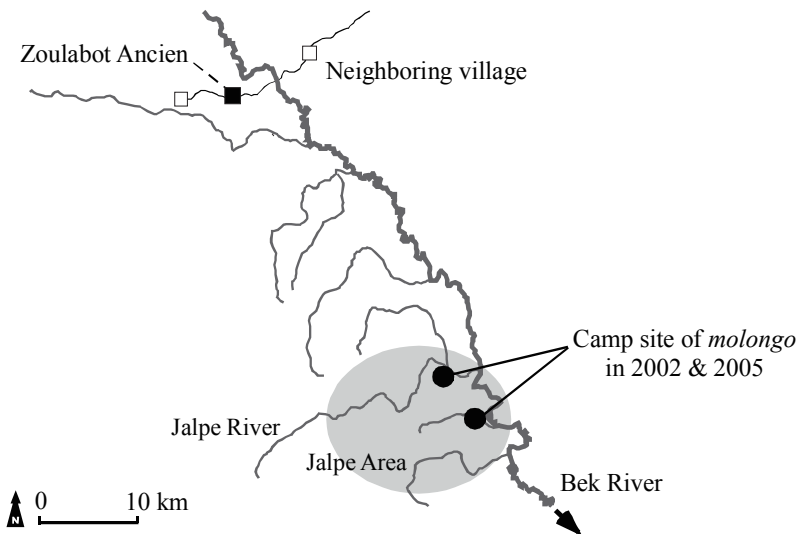 Zoulabot Ancien
Neighboring village
Camp site of molongo
in 2002 & 2005
Jalpe River
Jalpe Area
Bek River
N
0 10 km